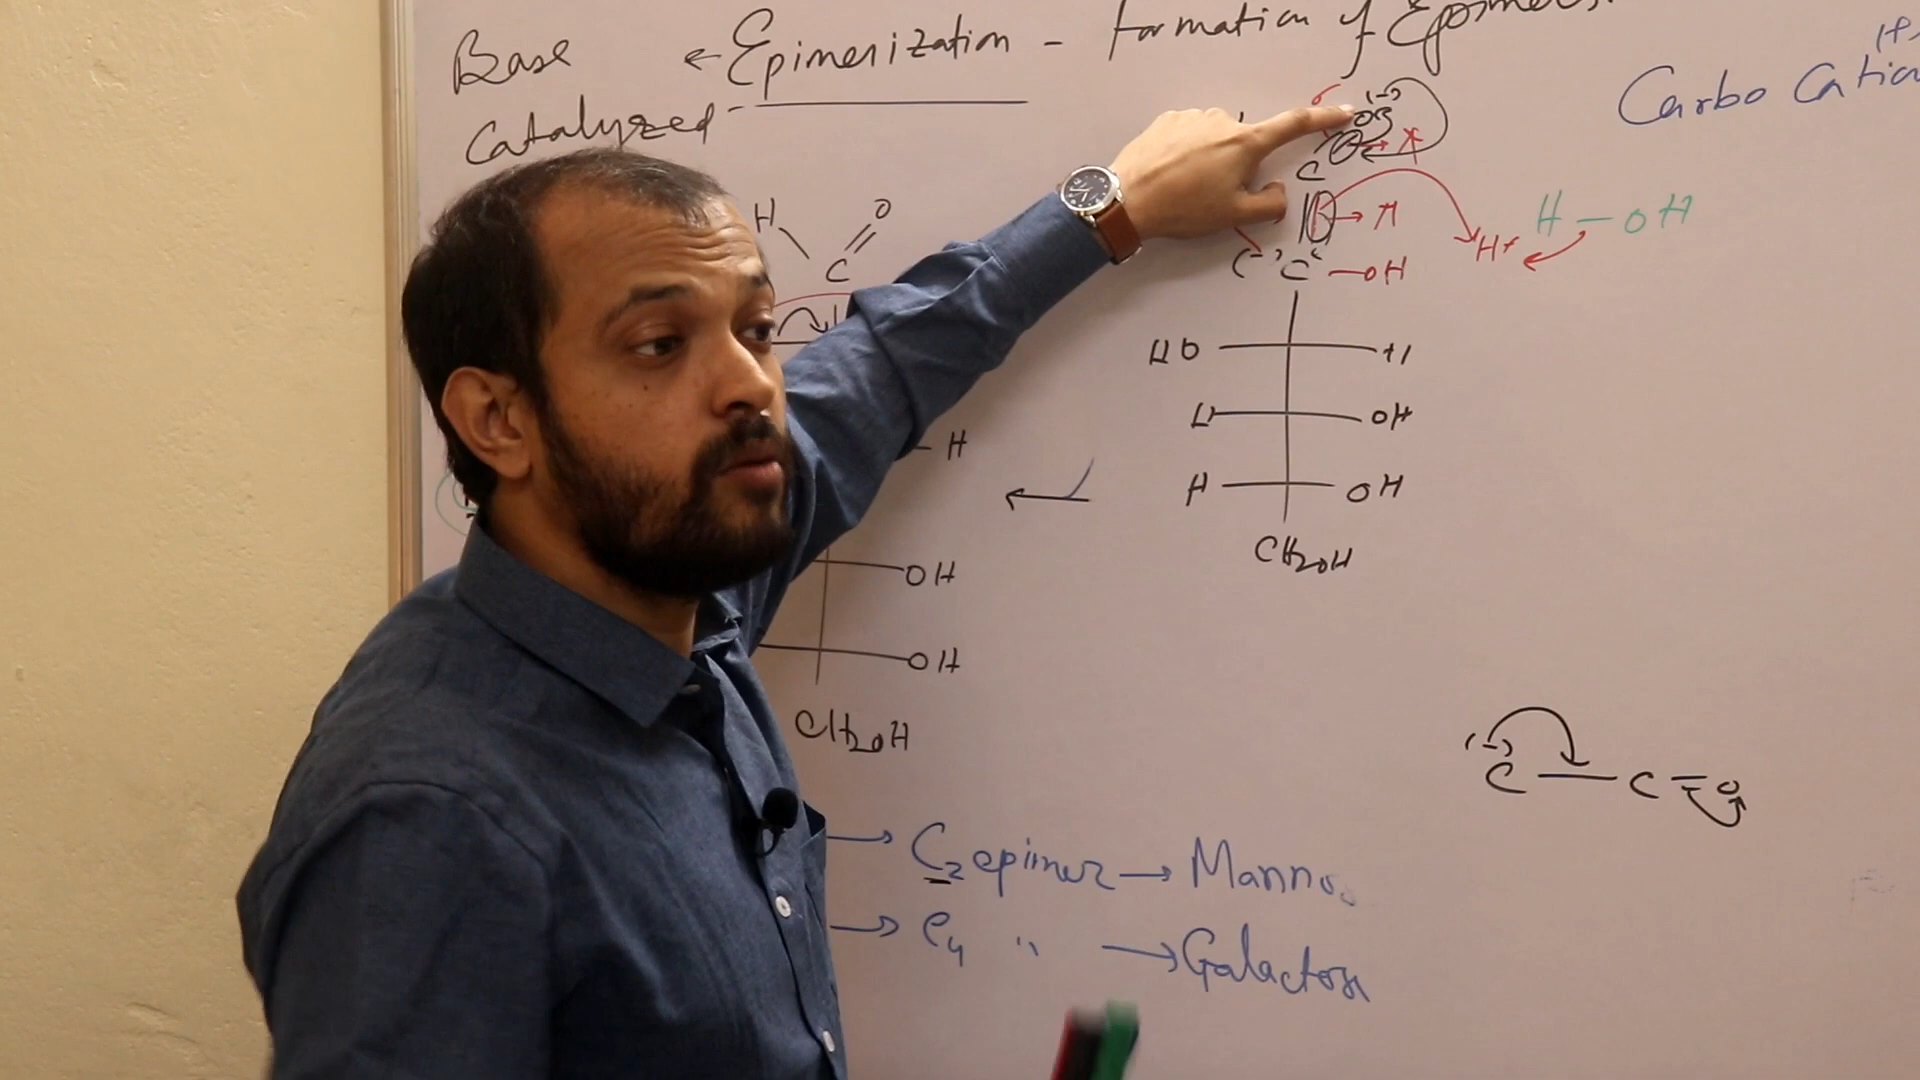 Base ← Epimerization - Formation of Epimers.
Catalyzed
Carbo Cation
H O
C
(-)
C
H+ H - OH
(-) C - OH
HO H
OH
H OH
CH2OH
H
OH
OH
CH2OH
(-)
C — C = O
→ C2 epimer → Manno
→ C4 " → Galactose